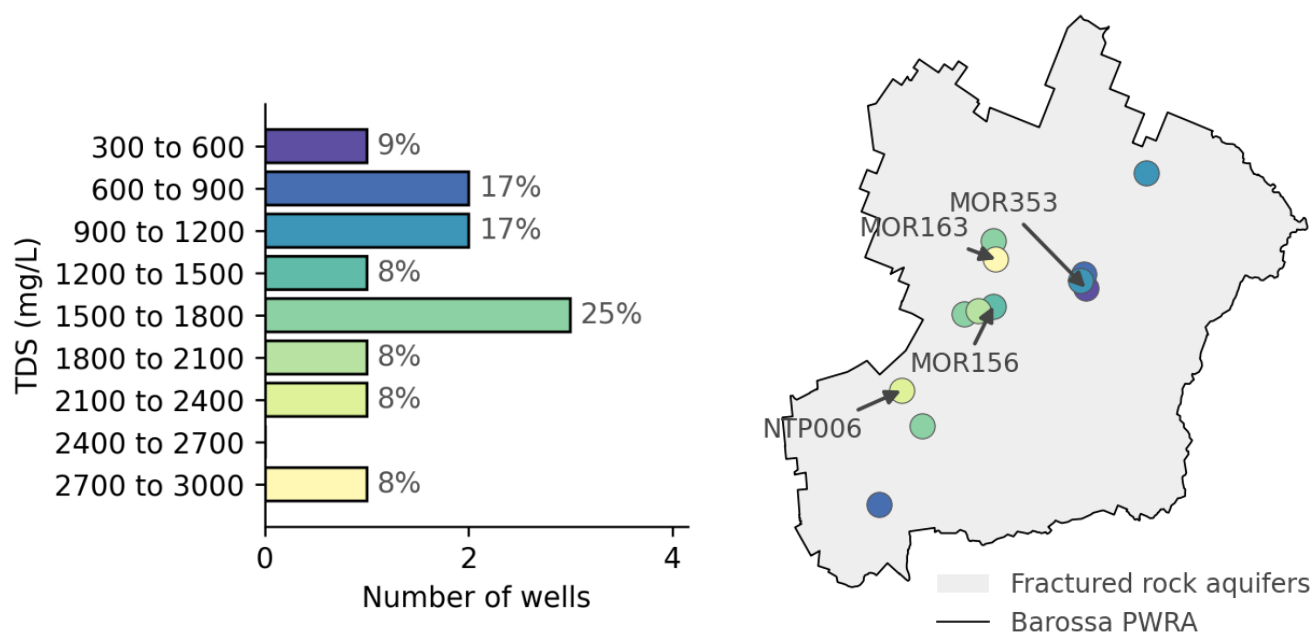 300 to 600 9%
600 to 900 17%
900 to 1200 17%
1200 to 1500 8%
1500 to 1800 25%
1800 to 2100 8%
2100 to 2400 8%
2400 to 2700
2700 to 3000 8%
TDS (mg/L)
0 2 4
Number of wells
MOR353
MOR163
MOR156
NTP006
Fractured rock aquifers
Barossa PWRA